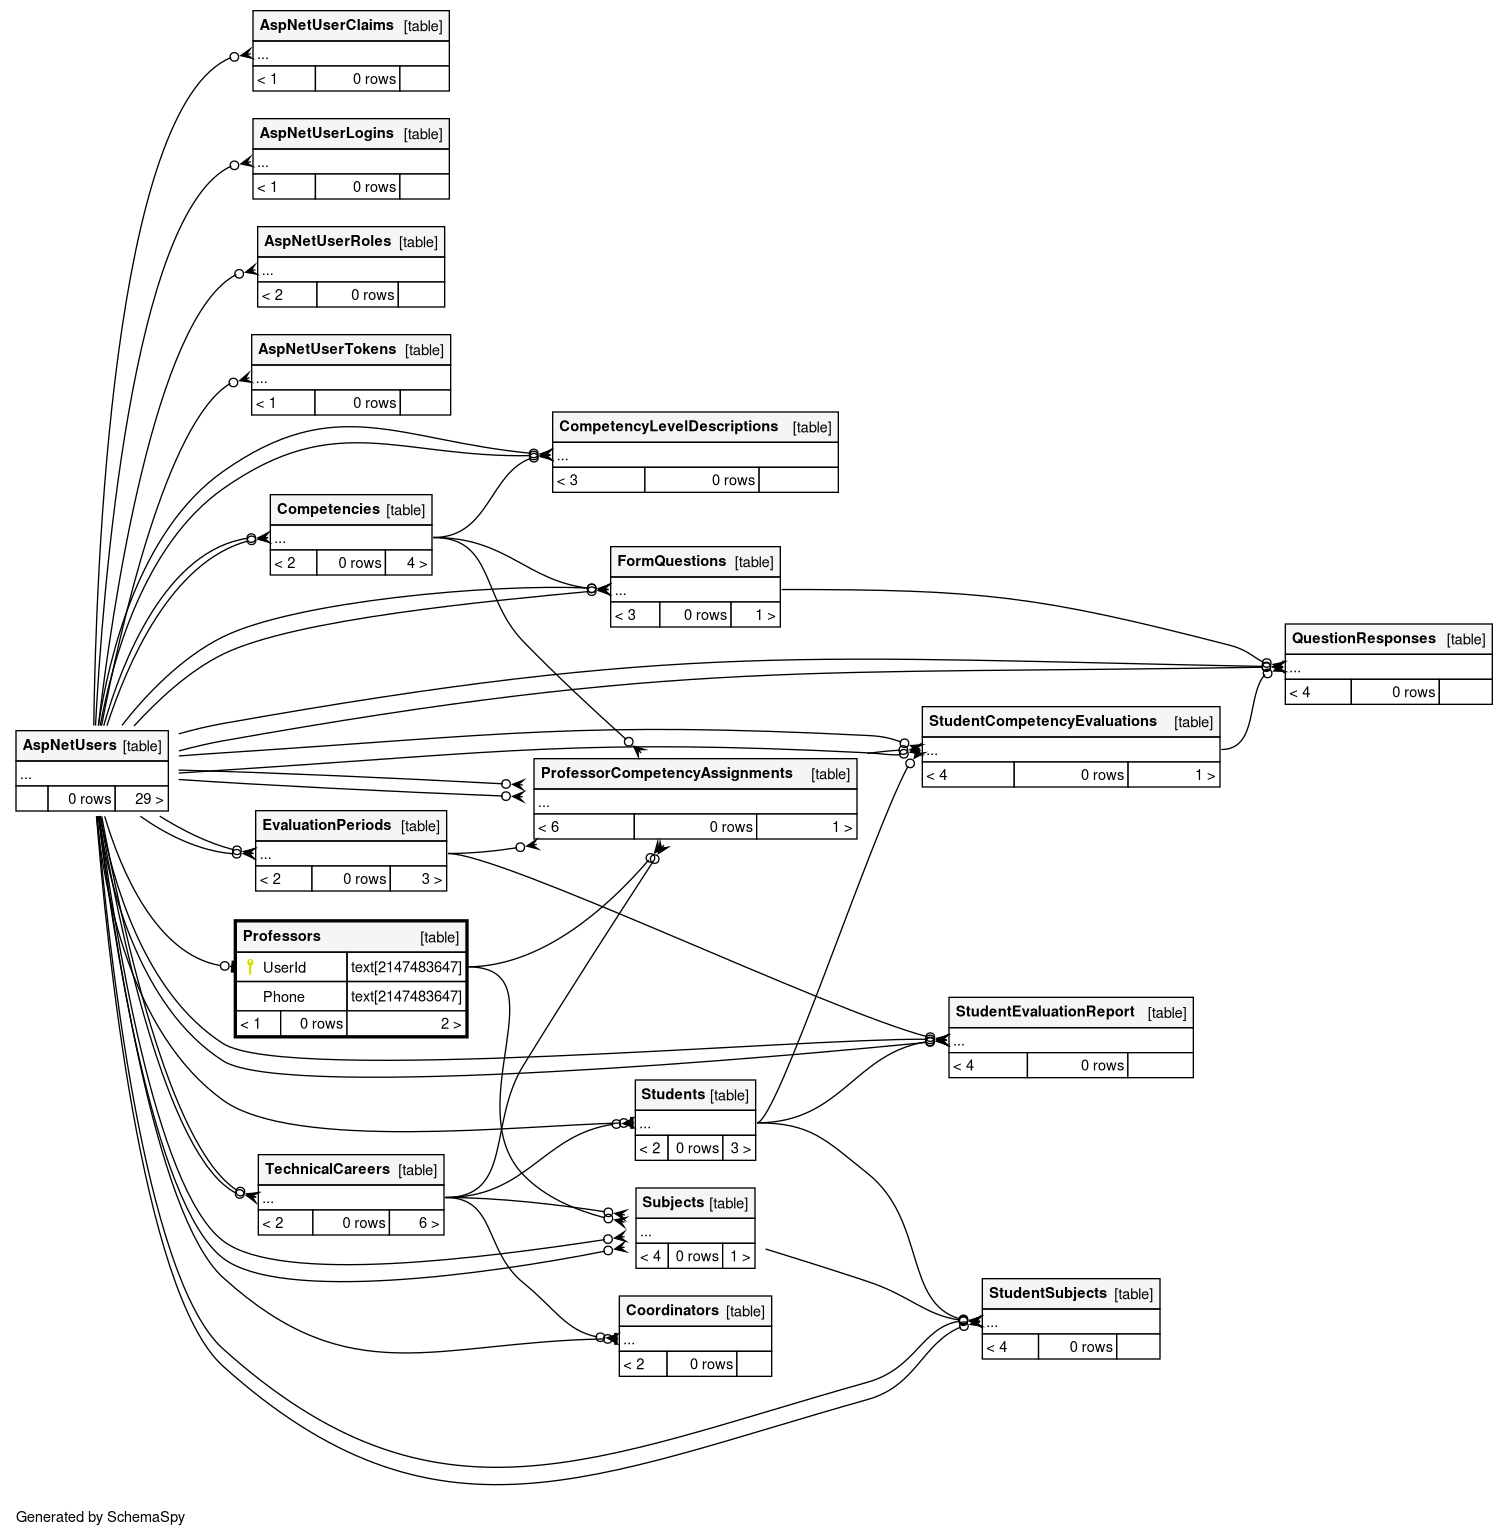 AspNetUserClaims [table]
...
< 1 0 rows
AspNetUserLogins [table]
...
< 1 0 rows
AspNetUserRoles [table]
...
< 2 0 rows
AspNetUserTokens [table]
...
< 1 0 rows
CompetencyLevelDescriptions [table]
...
< 3 0 rows
Competencies [table]
...
< 2 0 rows 4 >
FormQuestions [table]
...
< 3 0 rows 1 >
QuestionResponses [table]
...
< 4 0 rows
StudentCompetencyEvaluations [table]
...
< 4 0 rows 1 >
AspNetUsers [table]
...
0 rows 29 >
ProfessorCompetencyAssignments [table]
...
< 6 0 rows 1 >
EvaluationPeriods [table]
...
< 2 0 rows 3 >
Professors [table]
UserId text[2147483647]
Phone text[2147483647]
< 1 0 rows 2 >
StudentEvaluationReport [table]
...
< 4 0 rows
Students [table]
...
< 2 0 rows 3 >
TechnicalCareers [table]
...
< 2 0 rows 6 >
Subjects [table]
...
< 4 0 rows 1 >
StudentSubjects [table]
...
< 4 0 rows
Coordinators [table]
...
< 2 0 rows
Generated by SchemaSpy